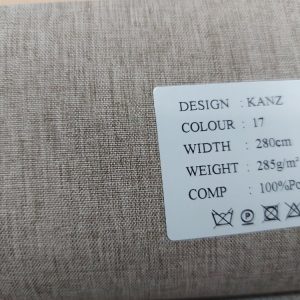 DESIGN : KANZ
COLOUR : 17
WIDTH : 280cm
WEIGHT : 285g/m²
COMP : 100%Po